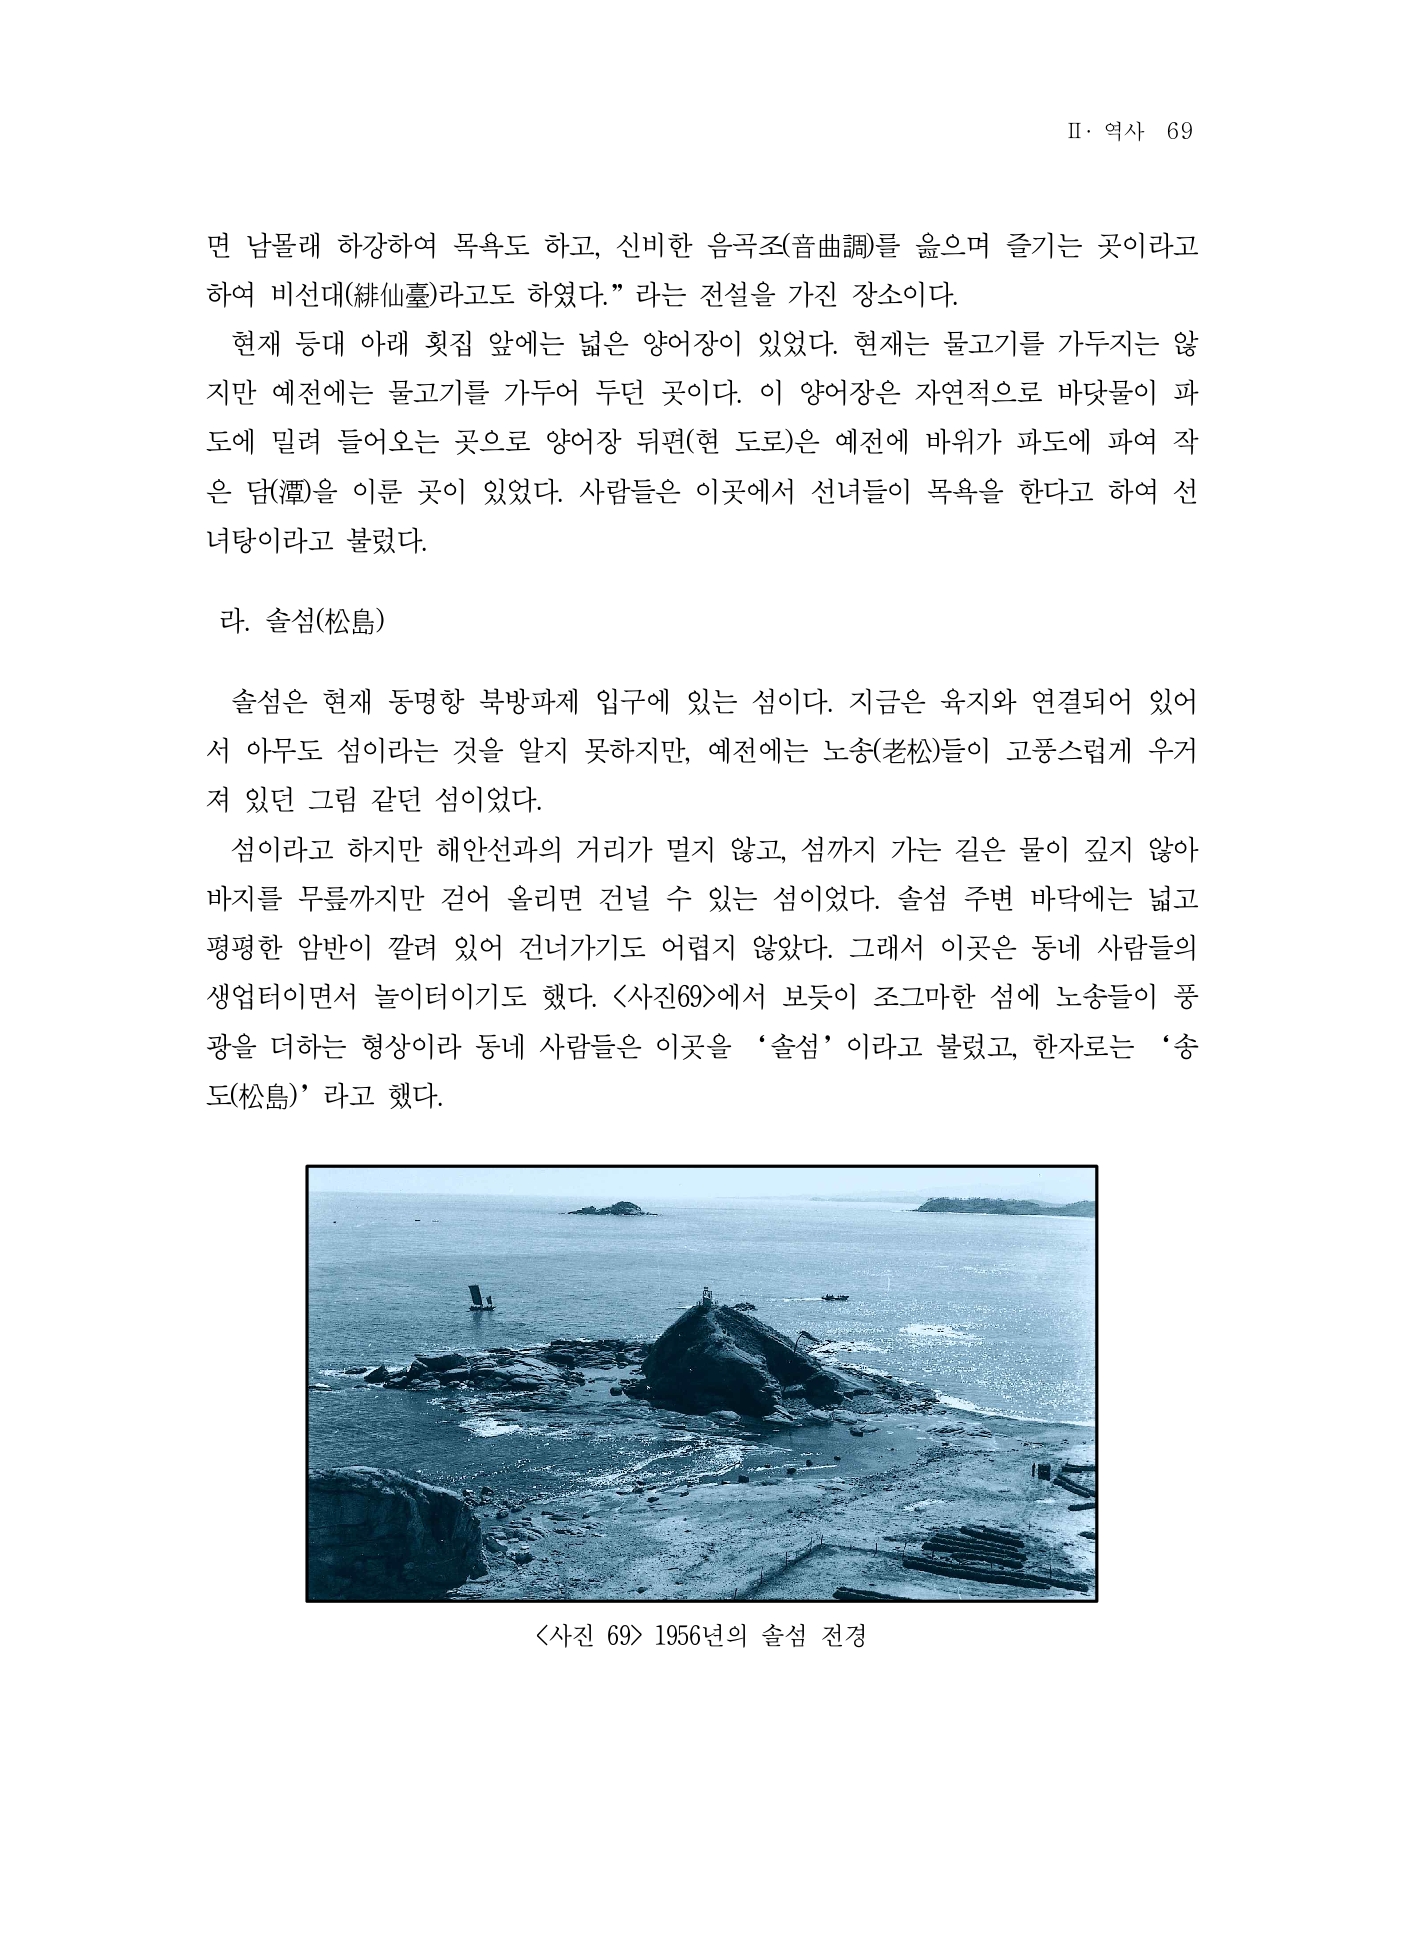 Ⅱ· 역사 69
면 남몰래 하강하여 목욕도 하고, 신비한 음곡조(音曲調)를 읊으며 즐기는 곳이라고
하여 비선대(緋仙臺)라고도 하였다.” 라는 전설을 가진 장소이다.
현재 등대 아래 횟집 앞에는 넓은 양어장이 있었다. 현재는 물고기를 가두지는 않
지만 예전에는 물고기를 가두어 두던 곳이다. 이 양어장은 자연적으로 바닷물이 파
도에 밀려 들어오는 곳으로 양어장 뒤편(현 도로)은 예전에 바위가 파도에 파여 작
은 담(潭)을 이룬 곳이 있었다. 사람들은 이곳에서 선녀들이 목욕을 한다고 하여 선
녀탕이라고 불렀다.
라. 솔섬(松島)
솔섬은 현재 동명항 북방파제 입구에 있는 섬이다. 지금은 육지와 연결되어 있어
서 아무도 섬이라는 것을 알지 못하지만, 예전에는 노송(老松)들이 고풍스럽게 우거
져 있던 그림 같던 섬이었다.
섬이라고 하지만 해안선과의 거리가 멀지 않고, 섬까지 가는 길은 물이 깊지 않아
바지를 무릎까지만 걷어 올리면 건널 수 있는 섬이었다. 솔섬 주변 바닥에는 넓고
평평한 암반이 깔려 있어 건너가기도 어렵지 않았다. 그래서 이곳은 동네 사람들의
생업터이면서 놀이터이기도 했다. <사진69>에서 보듯이 조그마한 섬에 노송들이 풍
광을 더하는 형상이라 동네 사람들은 이곳을 ‘솔섬’이라고 불렀고, 한자로는 ‘송
도(松島)’라고 했다.
<사진 69> 1956년의 솔섬 전경